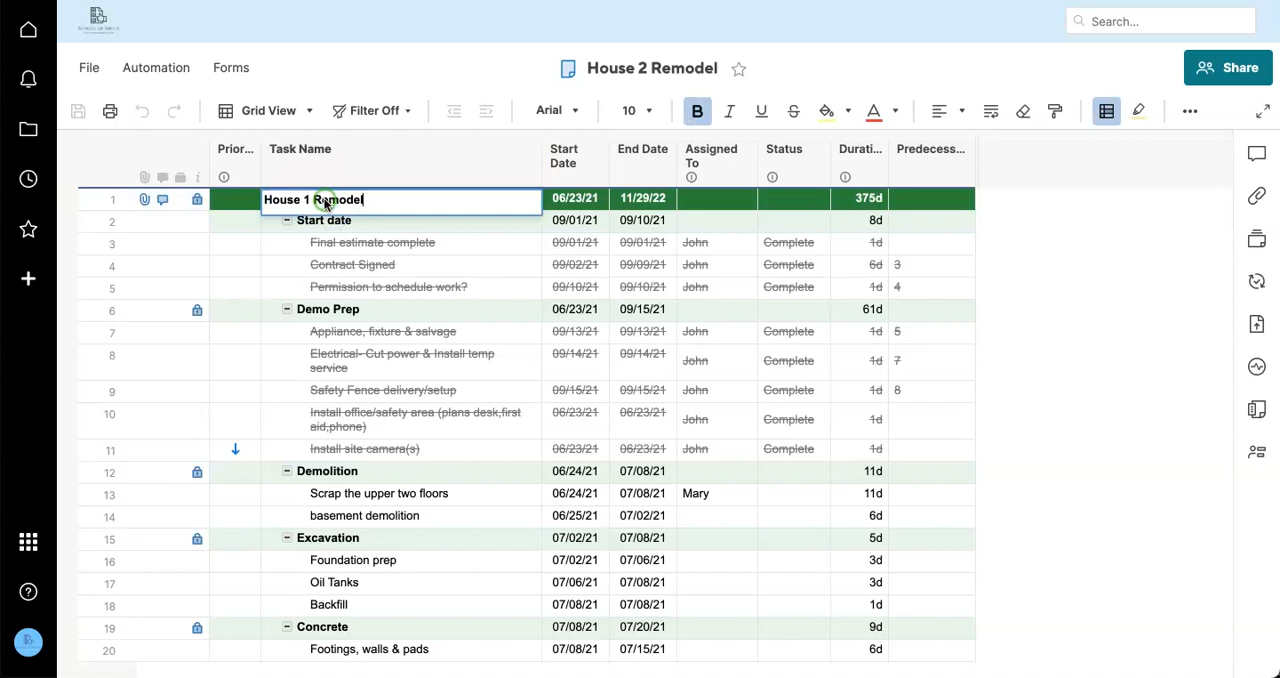 Search...
File
Automation
Forms
House 2 Remodel
Share
Grid View
Filter Off
Arial
10
B
I
U
S
A
Prior...
Task Name
Start
Date
End Date
Assigned
To
Status
Durati...
Predecess...
1 House 1 Remodel 06/23/21 11/29/22 375d
2 Start date 09/01/21 09/10/21 8d
3 Final estimate complete 09/01/21 09/01/21 John Complete 1d
4 Contract Signed 09/02/21 09/09/21 John Complete 6d 3
5 Permission to schedule work? 09/10/21 09/10/21 John Complete 1d 4
6 Demo Prep 06/23/21 09/15/21 61d
7 Appliance, fixture & salvage 09/13/21 09/13/21 John Complete 1d 5
8 Electrical- Cut power & Install temp
service 09/14/21 09/14/21 John Complete 1d 7
9 Safety Fence delivery/setup 09/15/21 09/15/21 John Complete 1d 8
10 Install office/safety area (plans desk,first
aid,phone) 06/23/21 06/23/21 John Complete 1d
11 Install site camera(s) 06/23/21 06/23/21 John Complete 1d
12 Demolition 06/24/21 07/08/21 11d
13 Scrap the upper two floors 06/24/21 07/08/21 Mary 11d
14 basement demolition 06/25/21 07/02/21 6d
15 Excavation 07/02/21 07/08/21 5d
16 Foundation prep 07/02/21 07/06/21 3d
17 Oil Tanks 07/06/21 07/08/21 3d
18 Backfill 07/08/21 07/08/21 1d
19 Concrete 07/08/21 07/20/21 9d
20 Footings, walls & pads 07/08/21 07/15/21 6d